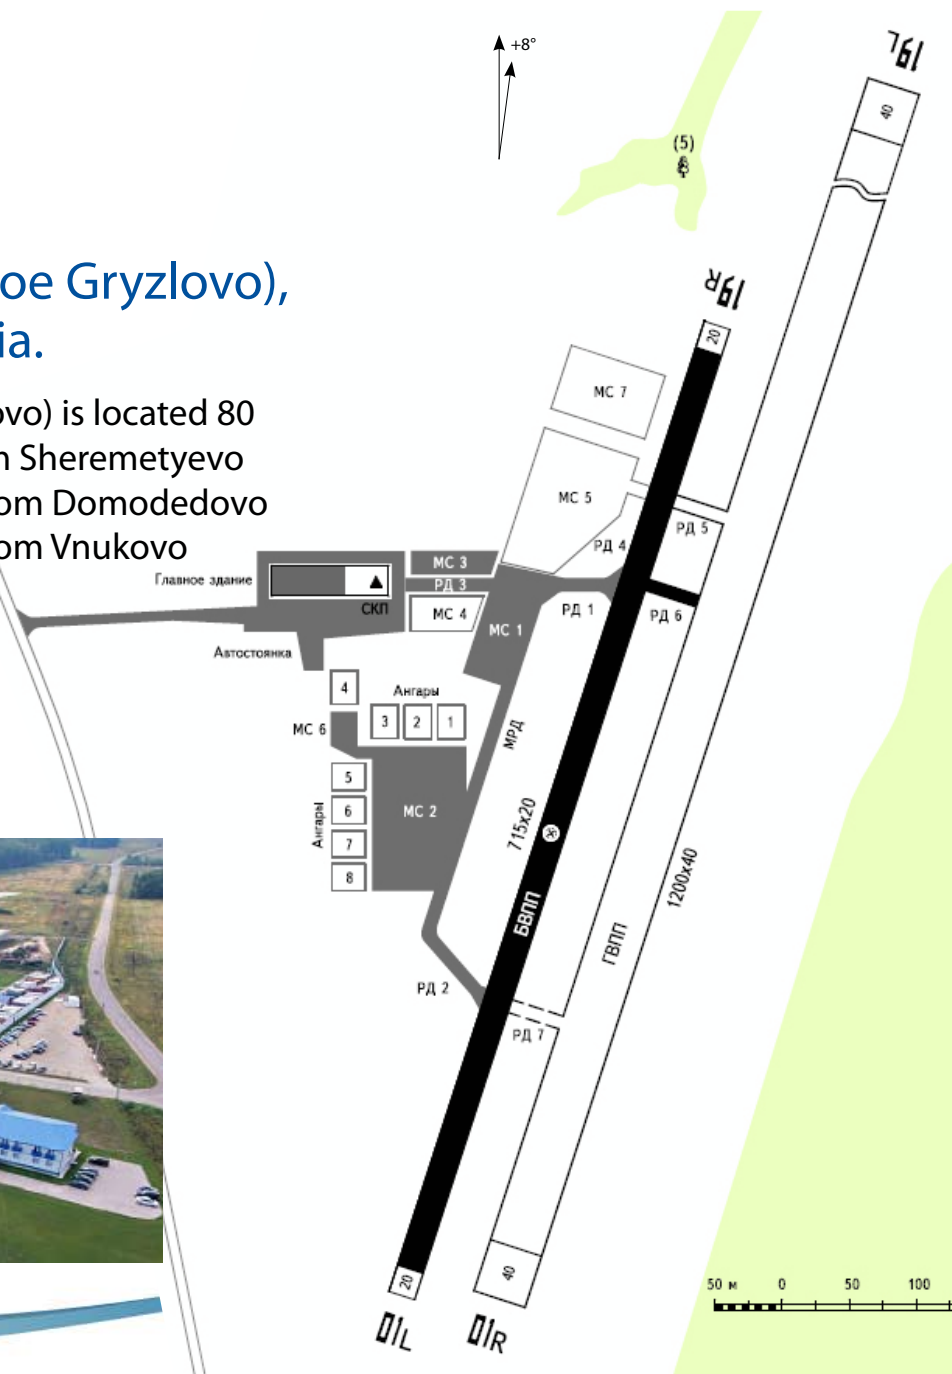 +8°
19L
40
(5)
oe Gryzlovo),
ia.
19R
20
ovo) is located 80
n Sheremetyevo
om Domodedovo
om Vnukovo
МС 7
МС 5
РД 5
РД 4
МС 3
Главное здание
РД 3
СКП
МС 4
РД 1
РД 6
МС 1
Автостоянка
4
Ангары
3
2
1
МС 6
МРД
5
6
7
8
Ангары
МС 2
715x20
1200x40
БВПП
ГВПП
РД 2
РД 7
20
40
50 м
0
50
100
01L
01R